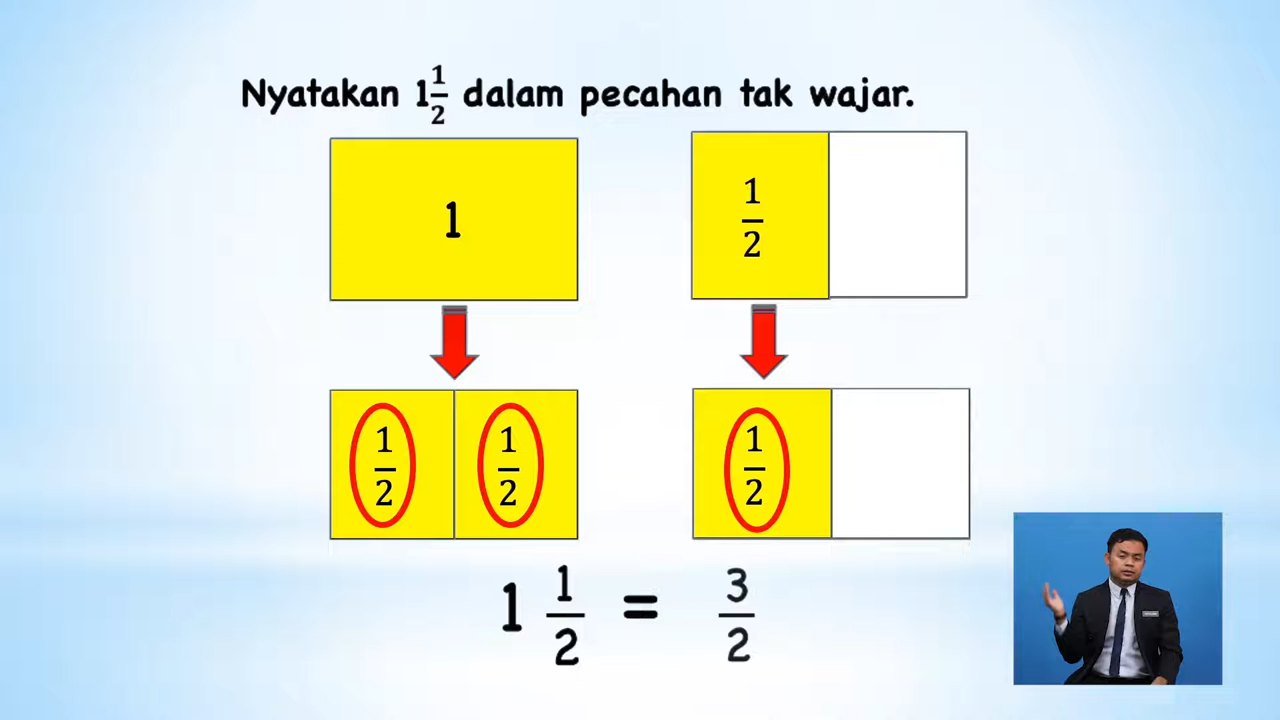 Nyatakan 1 1/2 dalam pecahan tak wajar.
1
1/2
1/2 1/2 1/2
1 1/2 = 3/2